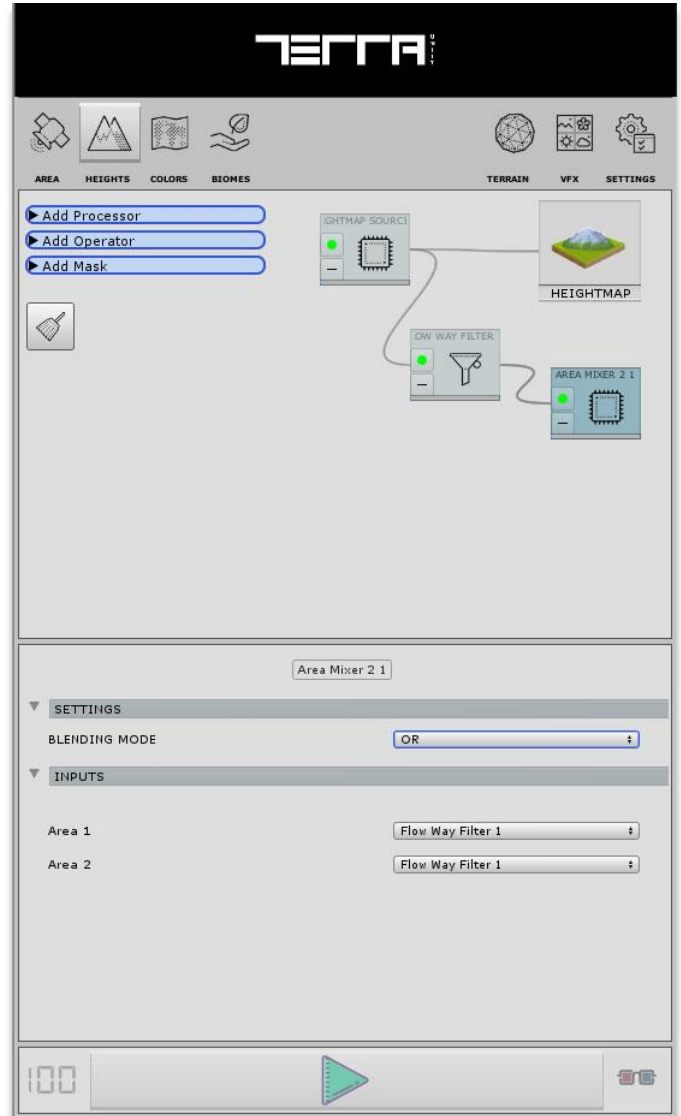 TERRA
UNITY
AREA HEIGHTS COLORS BIOMES TERRAIN VFX SETTINGS
Add Processor
Add Operator
Add Mask
GHTMAP SOURCI
HEIGHTMAP
OW WAY FILTER
AREA MIXER 2 1
Area Mixer 2 1
SETTINGS
BLENDING MODE OR
INPUTS
Area 1 Flow Way Filter 1
Area 2 Flow Way Filter 1
100